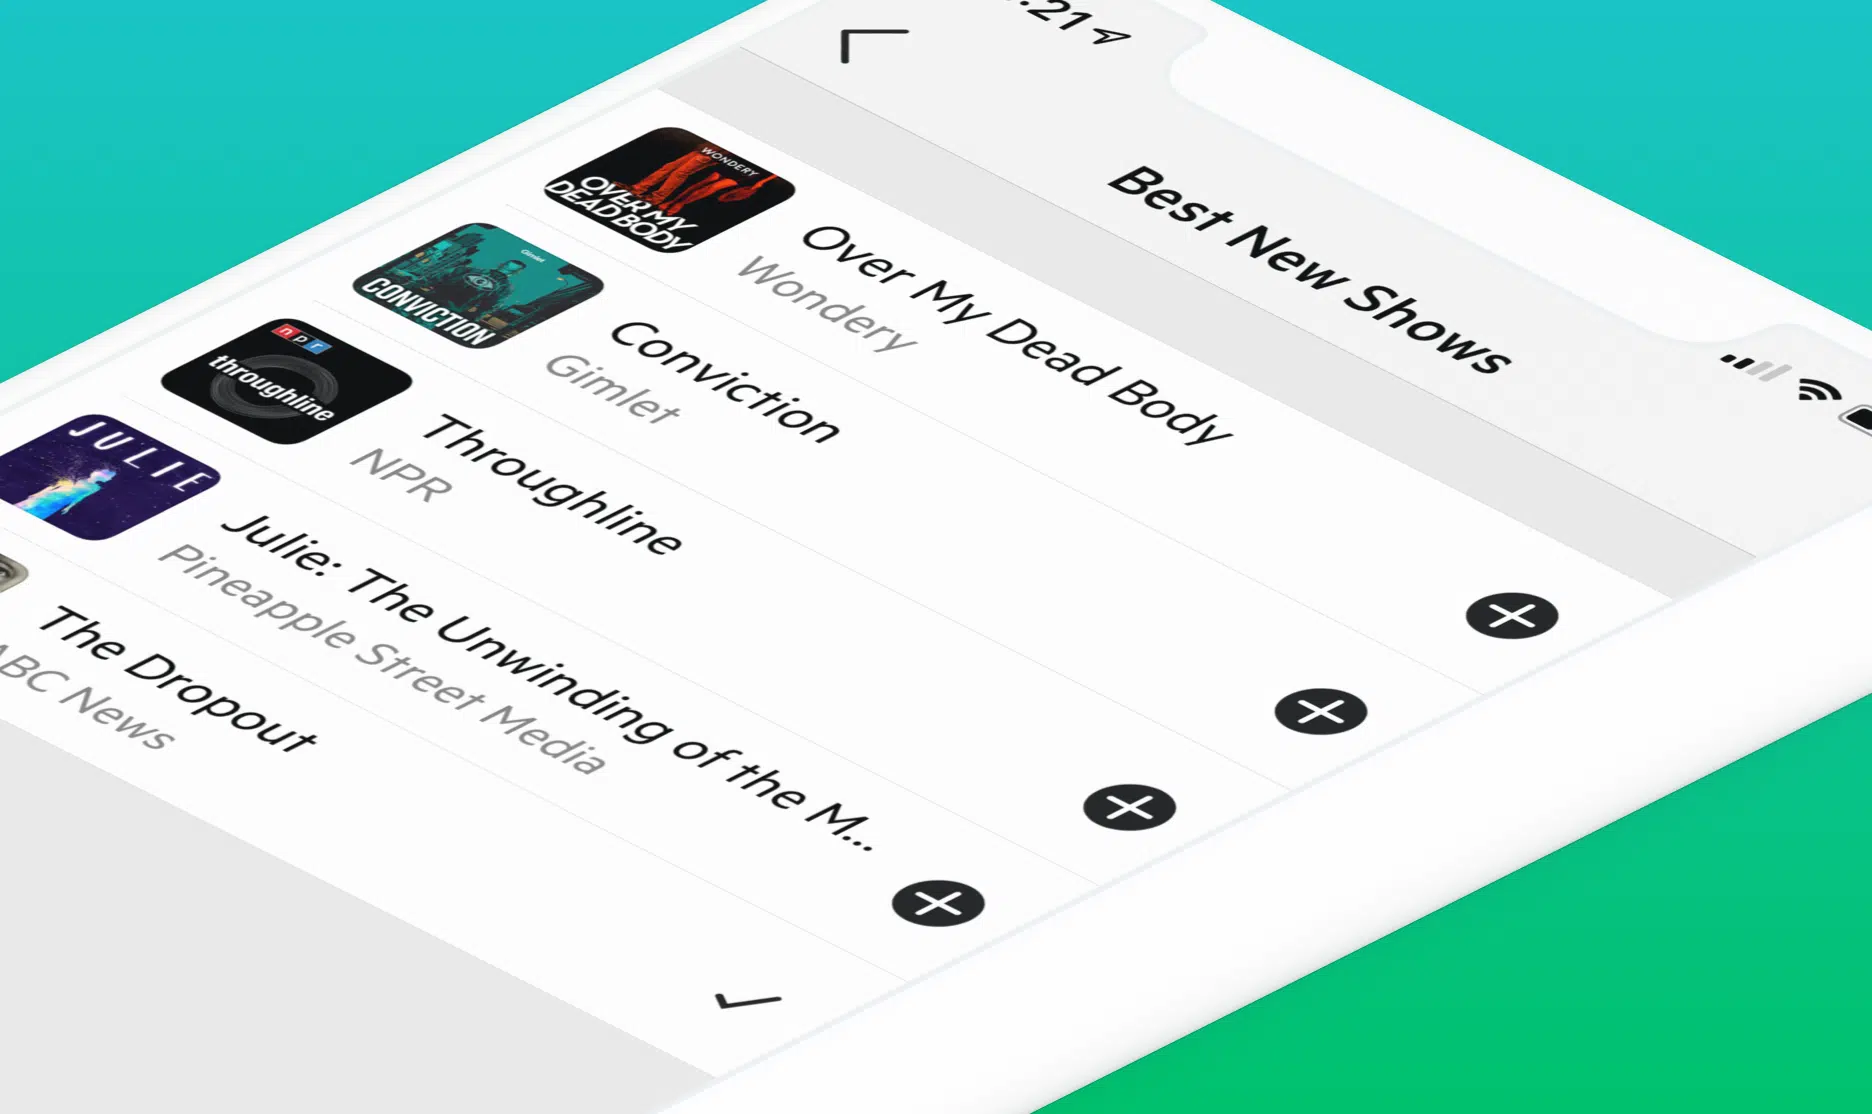 :21
Best New Shows
WONDERY
OVER MY
DEAD BODY
Over My Dead Body
Wondery
Gimlet
CONVICTION
Conviction
Gimlet
npr
throughline
Throughline
NPR
JULIE
Julie: The Unwinding of the M...
Pineapple Street Media
The Dropout
ABC News